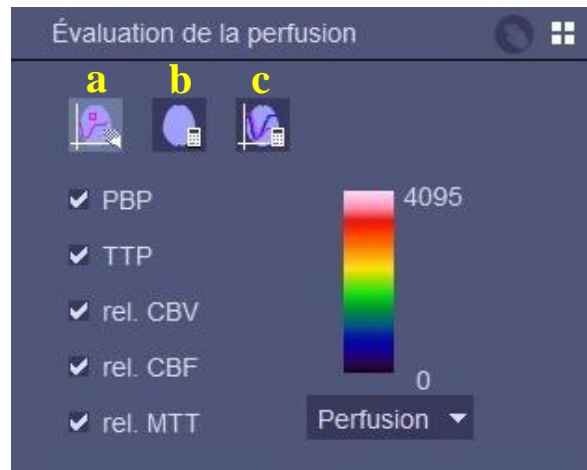 Évaluation de la perfusion
a b c
PBP
4095
TTP
rel. CBV
rel. CBF
0
rel. MTT
Perfusion